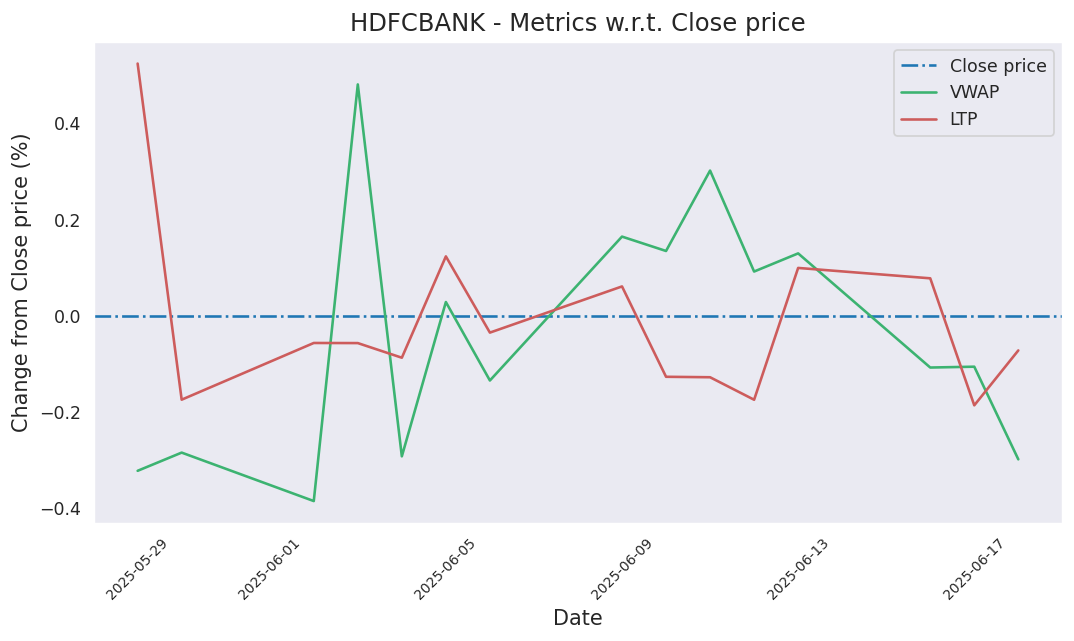 HDFCBANK - Metrics w.r.t. Close price
Close price
VWAP
LTP
Change from Close price (%)
0.4
0.2
0.0
−0.2
−0.4
2025-05-29
2025-06-01
2025-06-05
2025-06-09
2025-06-13
2025-06-17
Date